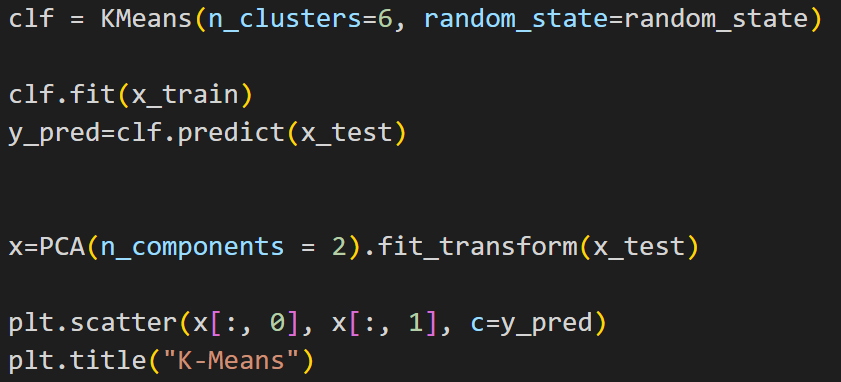 clf = KMeans(n_clusters=6, random_state=random_state)
clf.fit(x_train)
y_pred=clf.predict(x_test)
x=PCA(n_components = 2).fit_transform(x_test)
plt.scatter(x[:, 0], x[:, 1], c=y_pred)
plt.title("K-Means")